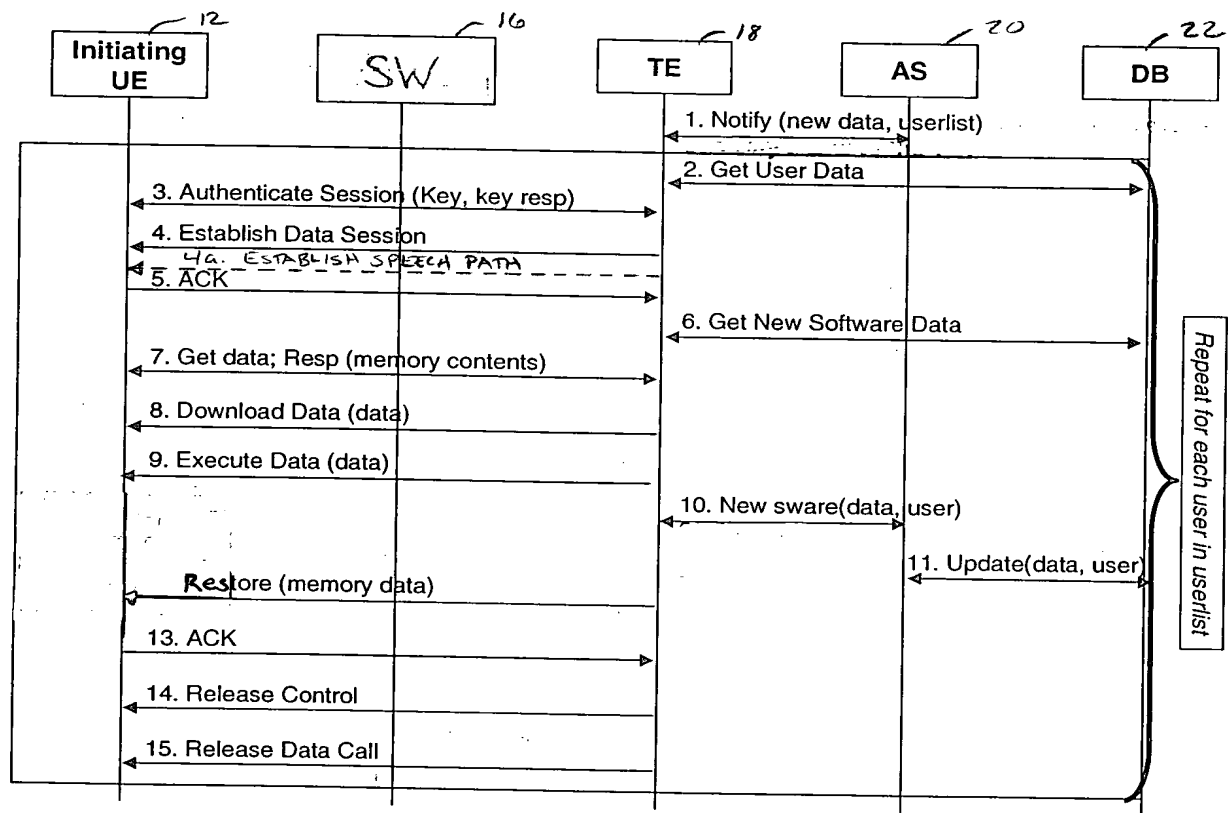 12
16
18
20
22
Initiating
UE
SW
TE
AS
DB
1. Notify (new data, userlist)
2. Get User Data
3. Authenticate Session (Key, key resp)
4. Establish Data Session
4a. ESTABLISH SPEECH PATH
5. ACK
6. Get New Software Data
7. Get data; Resp (memory contents)
8. Download Data (data)
9. Execute Data (data)
10. New sware(data, user)
11. Update(data, user)
Restore (memory data)
13. ACK
14. Release Control
15. Release Data Call
Repeat for each user in userlist